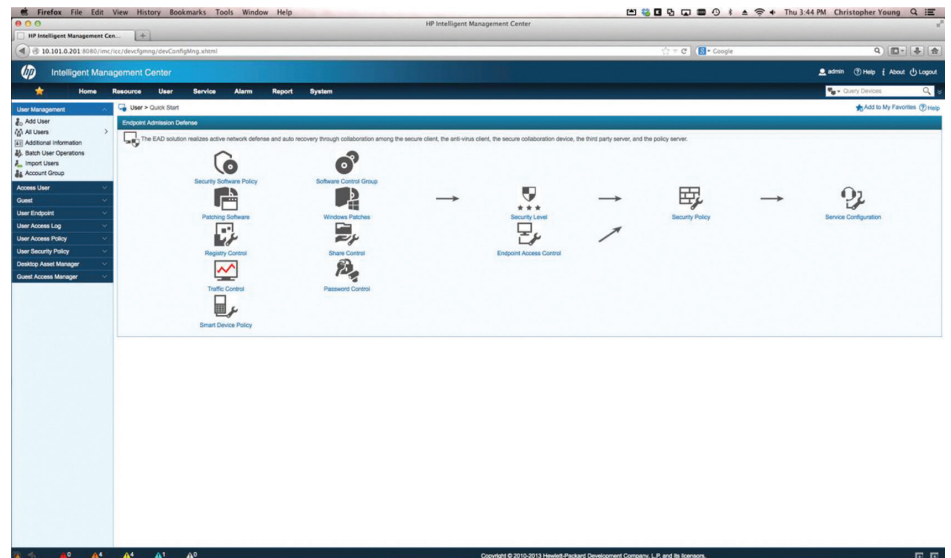 Firefox File Edit View History Bookmarks Tools Window Help
Thu 3:44 PM Christopher Young
HP Intelligent Management Center
HP Intelligent Management Cen...
10.101.0.201:8080/imc/icc/devcfgmng/devConfigMng.xhtml
Google
hp Intelligent Management Center
admin Help About Logout
Home Resource User Service Alarm Report System
Query Devices
User Management
User > Quick Start
Add to My Favorites Help
Add User
All Users
Additional Information
Batch User Operations
Import Users
Account Group
Access User
Guest
User Endpoint
User Access Log
User Access Policy
User Security Policy
Desktop Asset Manager
Guest Access Manager
Endpoint Admission Defense
The EAD solution realizes active network defense and auto recovery through collaboration among the secure client, the anti-virus client, the secure collaboration device, the third party server, and the policy server.
Security Software Policy
Software Control Group
Patching Software
Windows Patches
Security Level
Security Policy
Service Configuration
Registry Control
Share Control
Endpoint Access Control
Traffic Control
Password Control
Smart Device Policy
0 4 4 1 0
Copyright © 2010-2013 Hewlett-Packard Development Company, L.P. and its licensors.